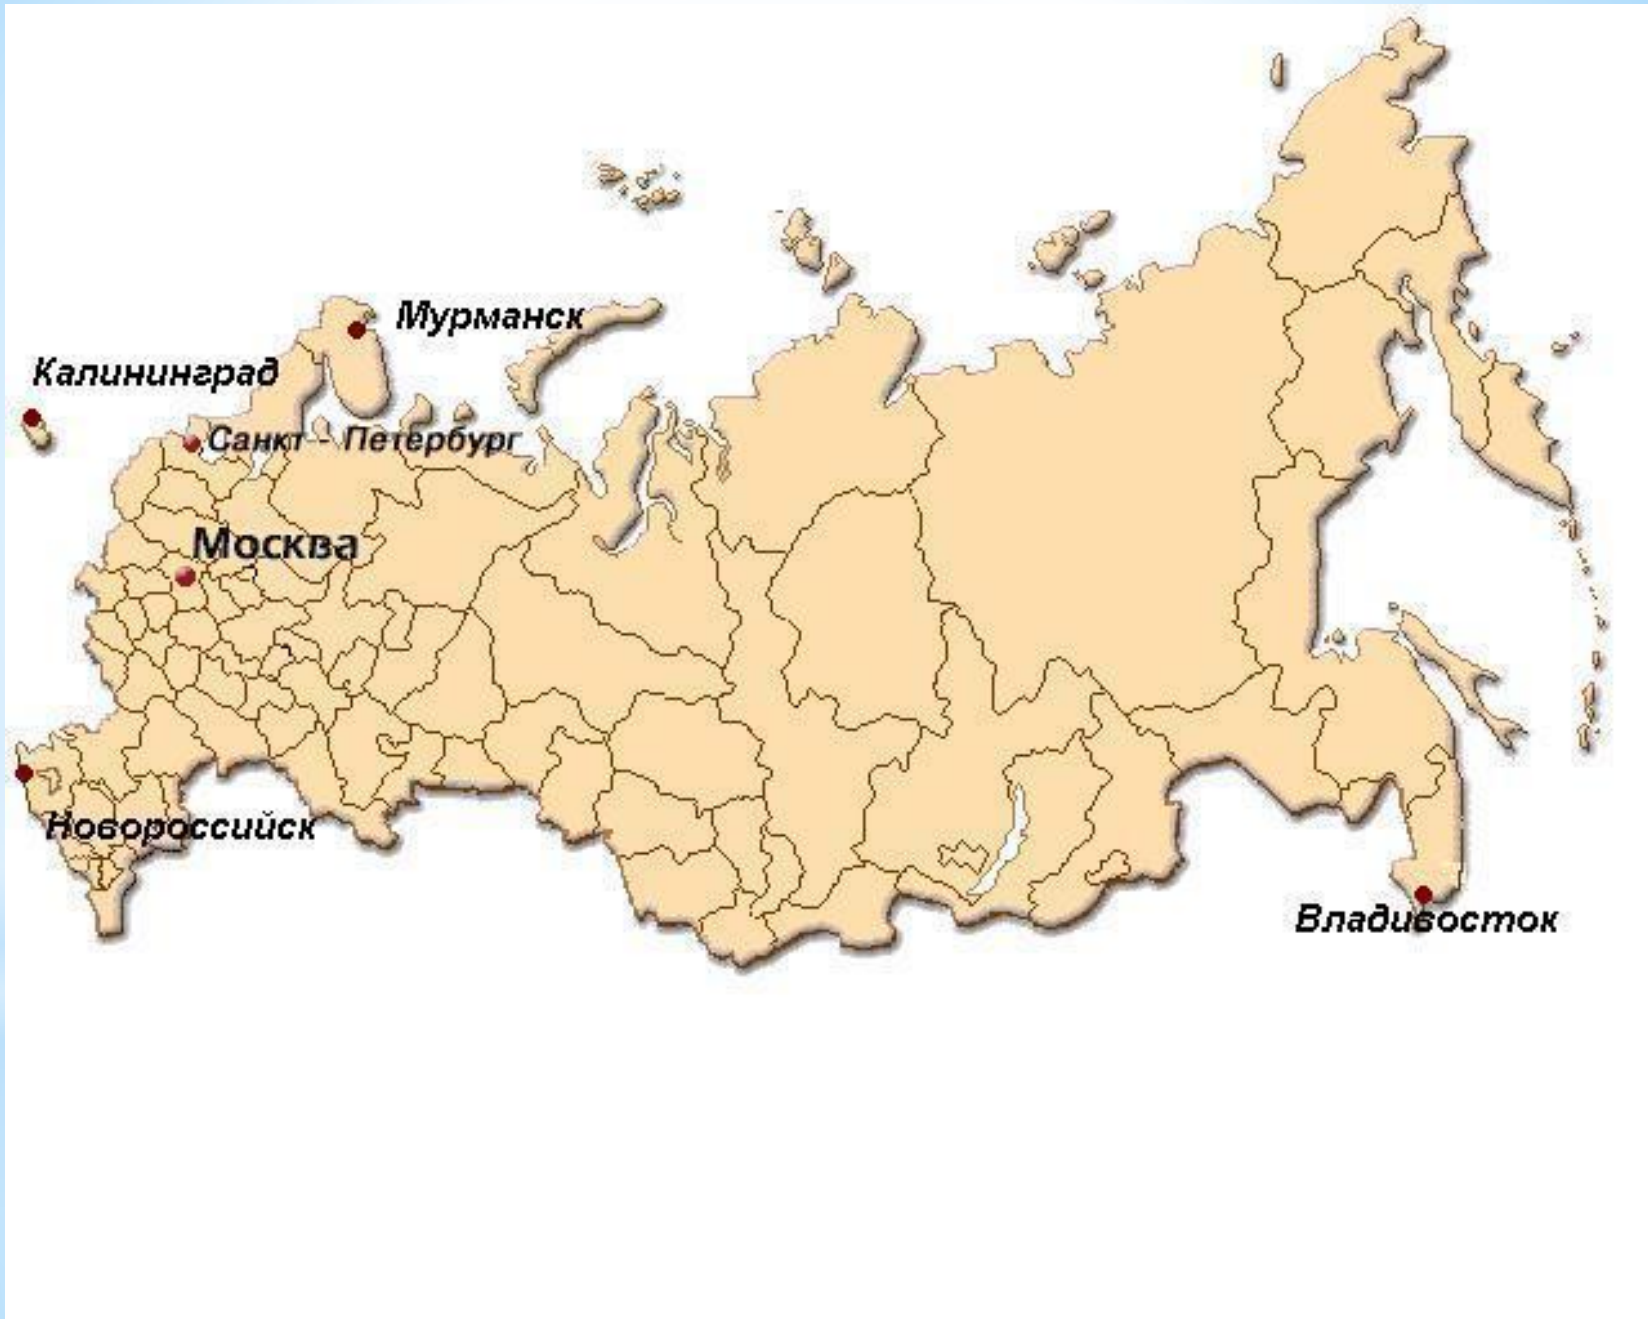 Мурманск
Калининград
Санкт - Петербург
Москва
Новороссийск
Владивосток